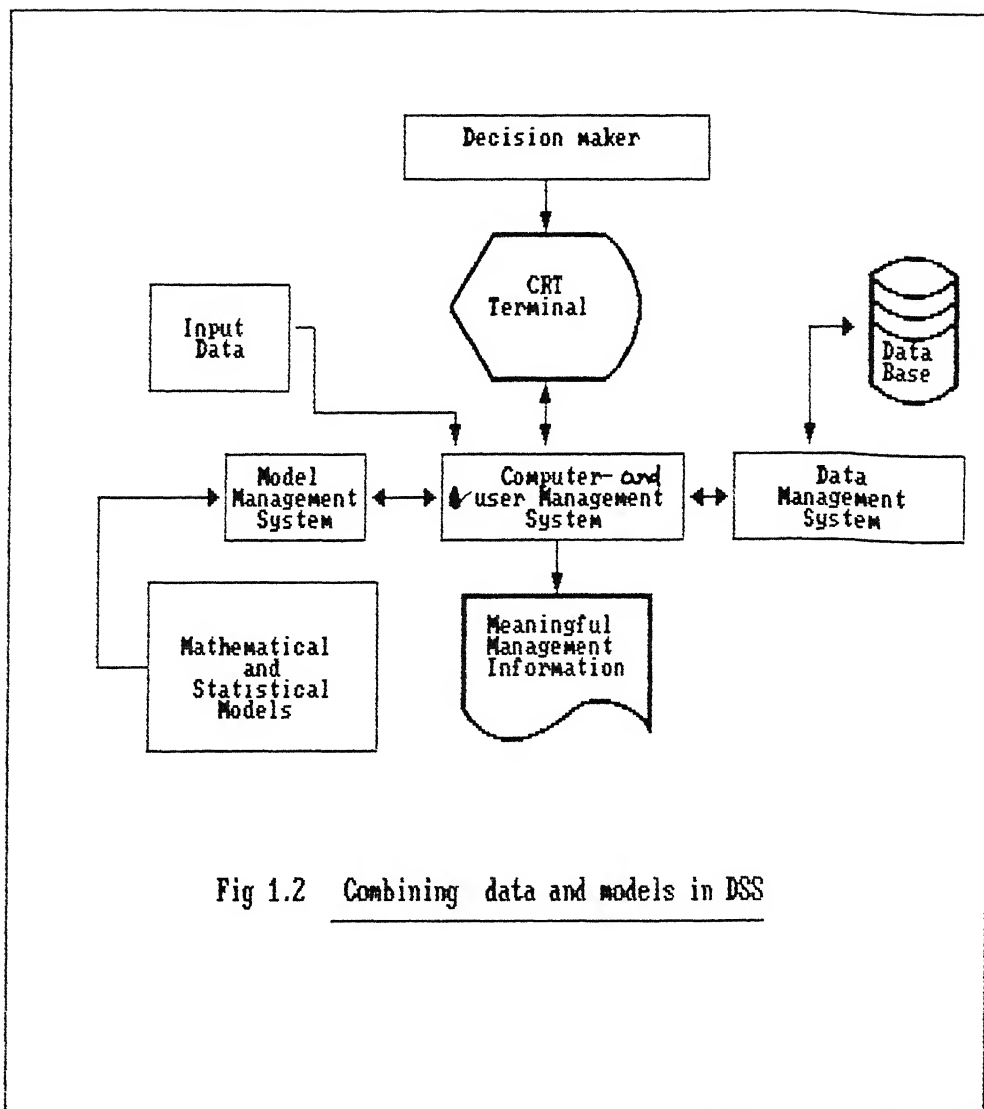 Decision maker
CRT
Terminal
Input
Data
Data
Base
Model
Management
System
Computer- and
user Management
System
Data
Management
System
Mathematical
and
Statistical
Models
Meaningful
Management
Information
Fig 1.2 Combining data and models in DSS